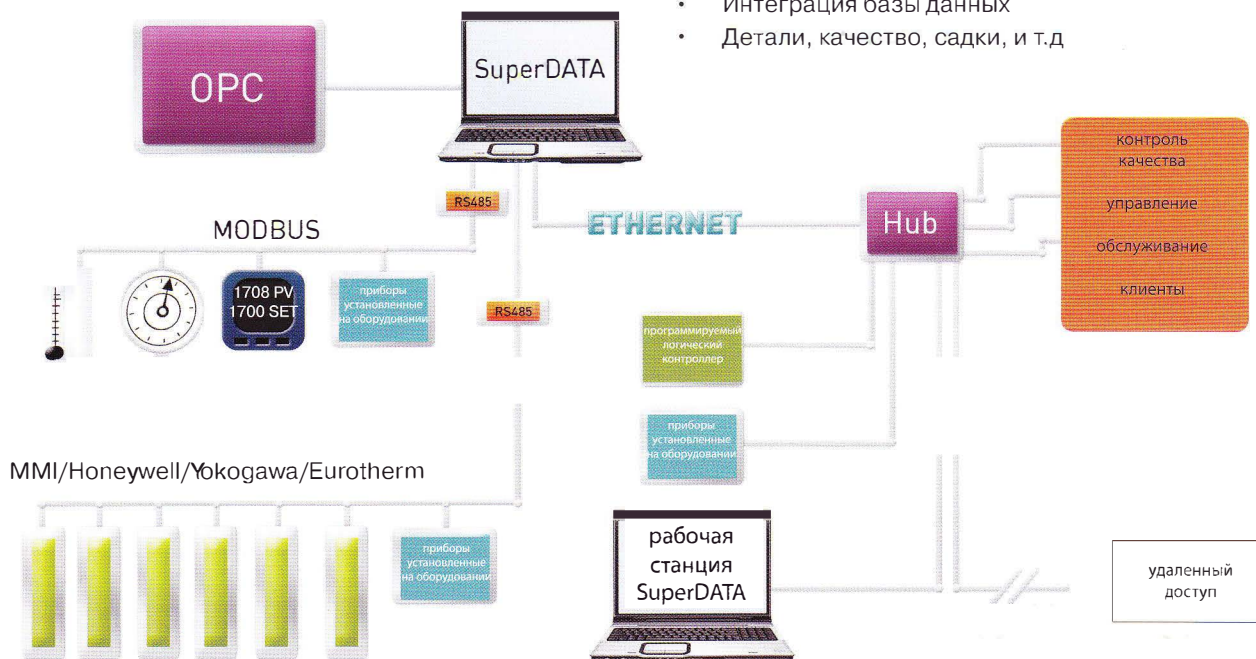 • Интеграция базы данных
• Детали, качество, садки, и т.д
OPC
SuperDATA
RS485
MODBUS
1708 PV
1700 SET
приборы
установленные
на оборудовании
RS485
ETHERNET
Hub
контроль
качества
управление
обслуживание
клиенты
программируемый
логический
контроллер
приборы
установленные
на оборудовании
MMI/Honeywell/Yokogawa/Eurotherm
приборы
установленные
на оборудовании
рабочая
станция
SuperDATA
удаленный
доступ